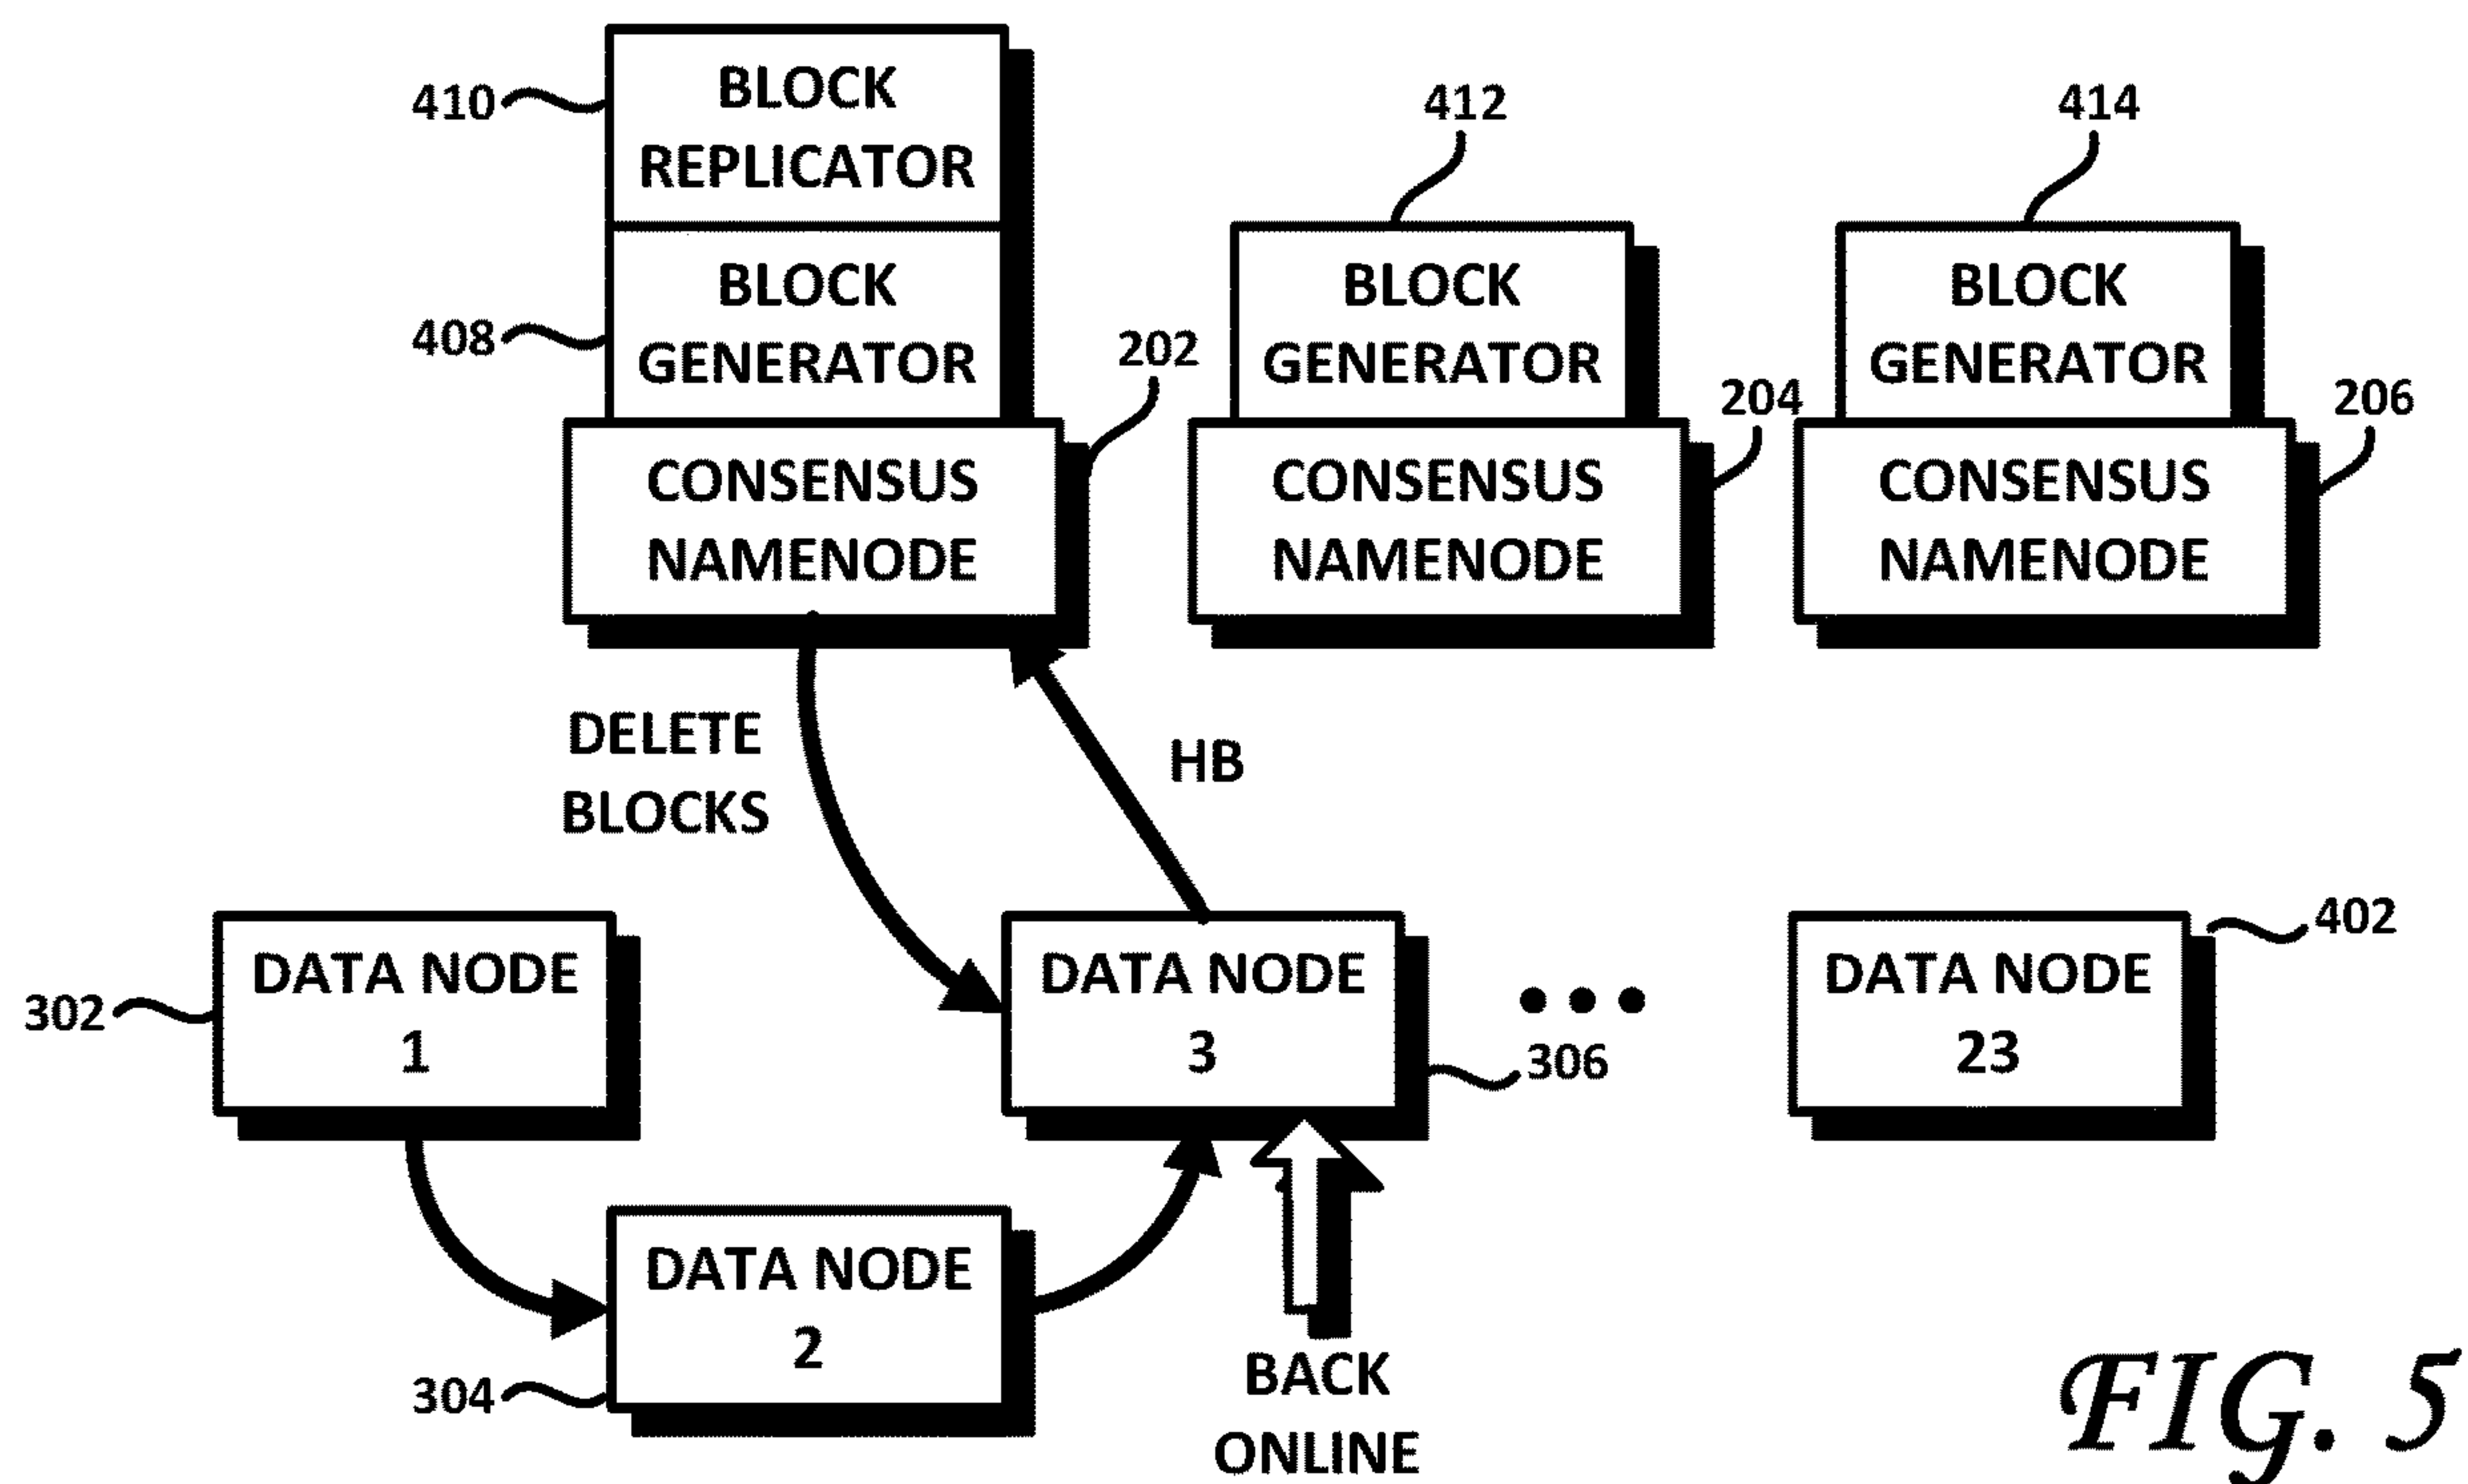 410
BLOCK
REPLICATOR
408
BLOCK
GENERATOR
202
CONSENSUS
NAMENODE
412
BLOCK
GENERATOR
204
CONSENSUS
NAMENODE
414
BLOCK
GENERATOR
206
CONSENSUS
NAMENODE
DELETE
BLOCKS
HB
302
DATA NODE
1
DATA NODE
3
306
402
DATA NODE
23
304
DATA NODE
2
BACK
ONLINE
FIG. 5